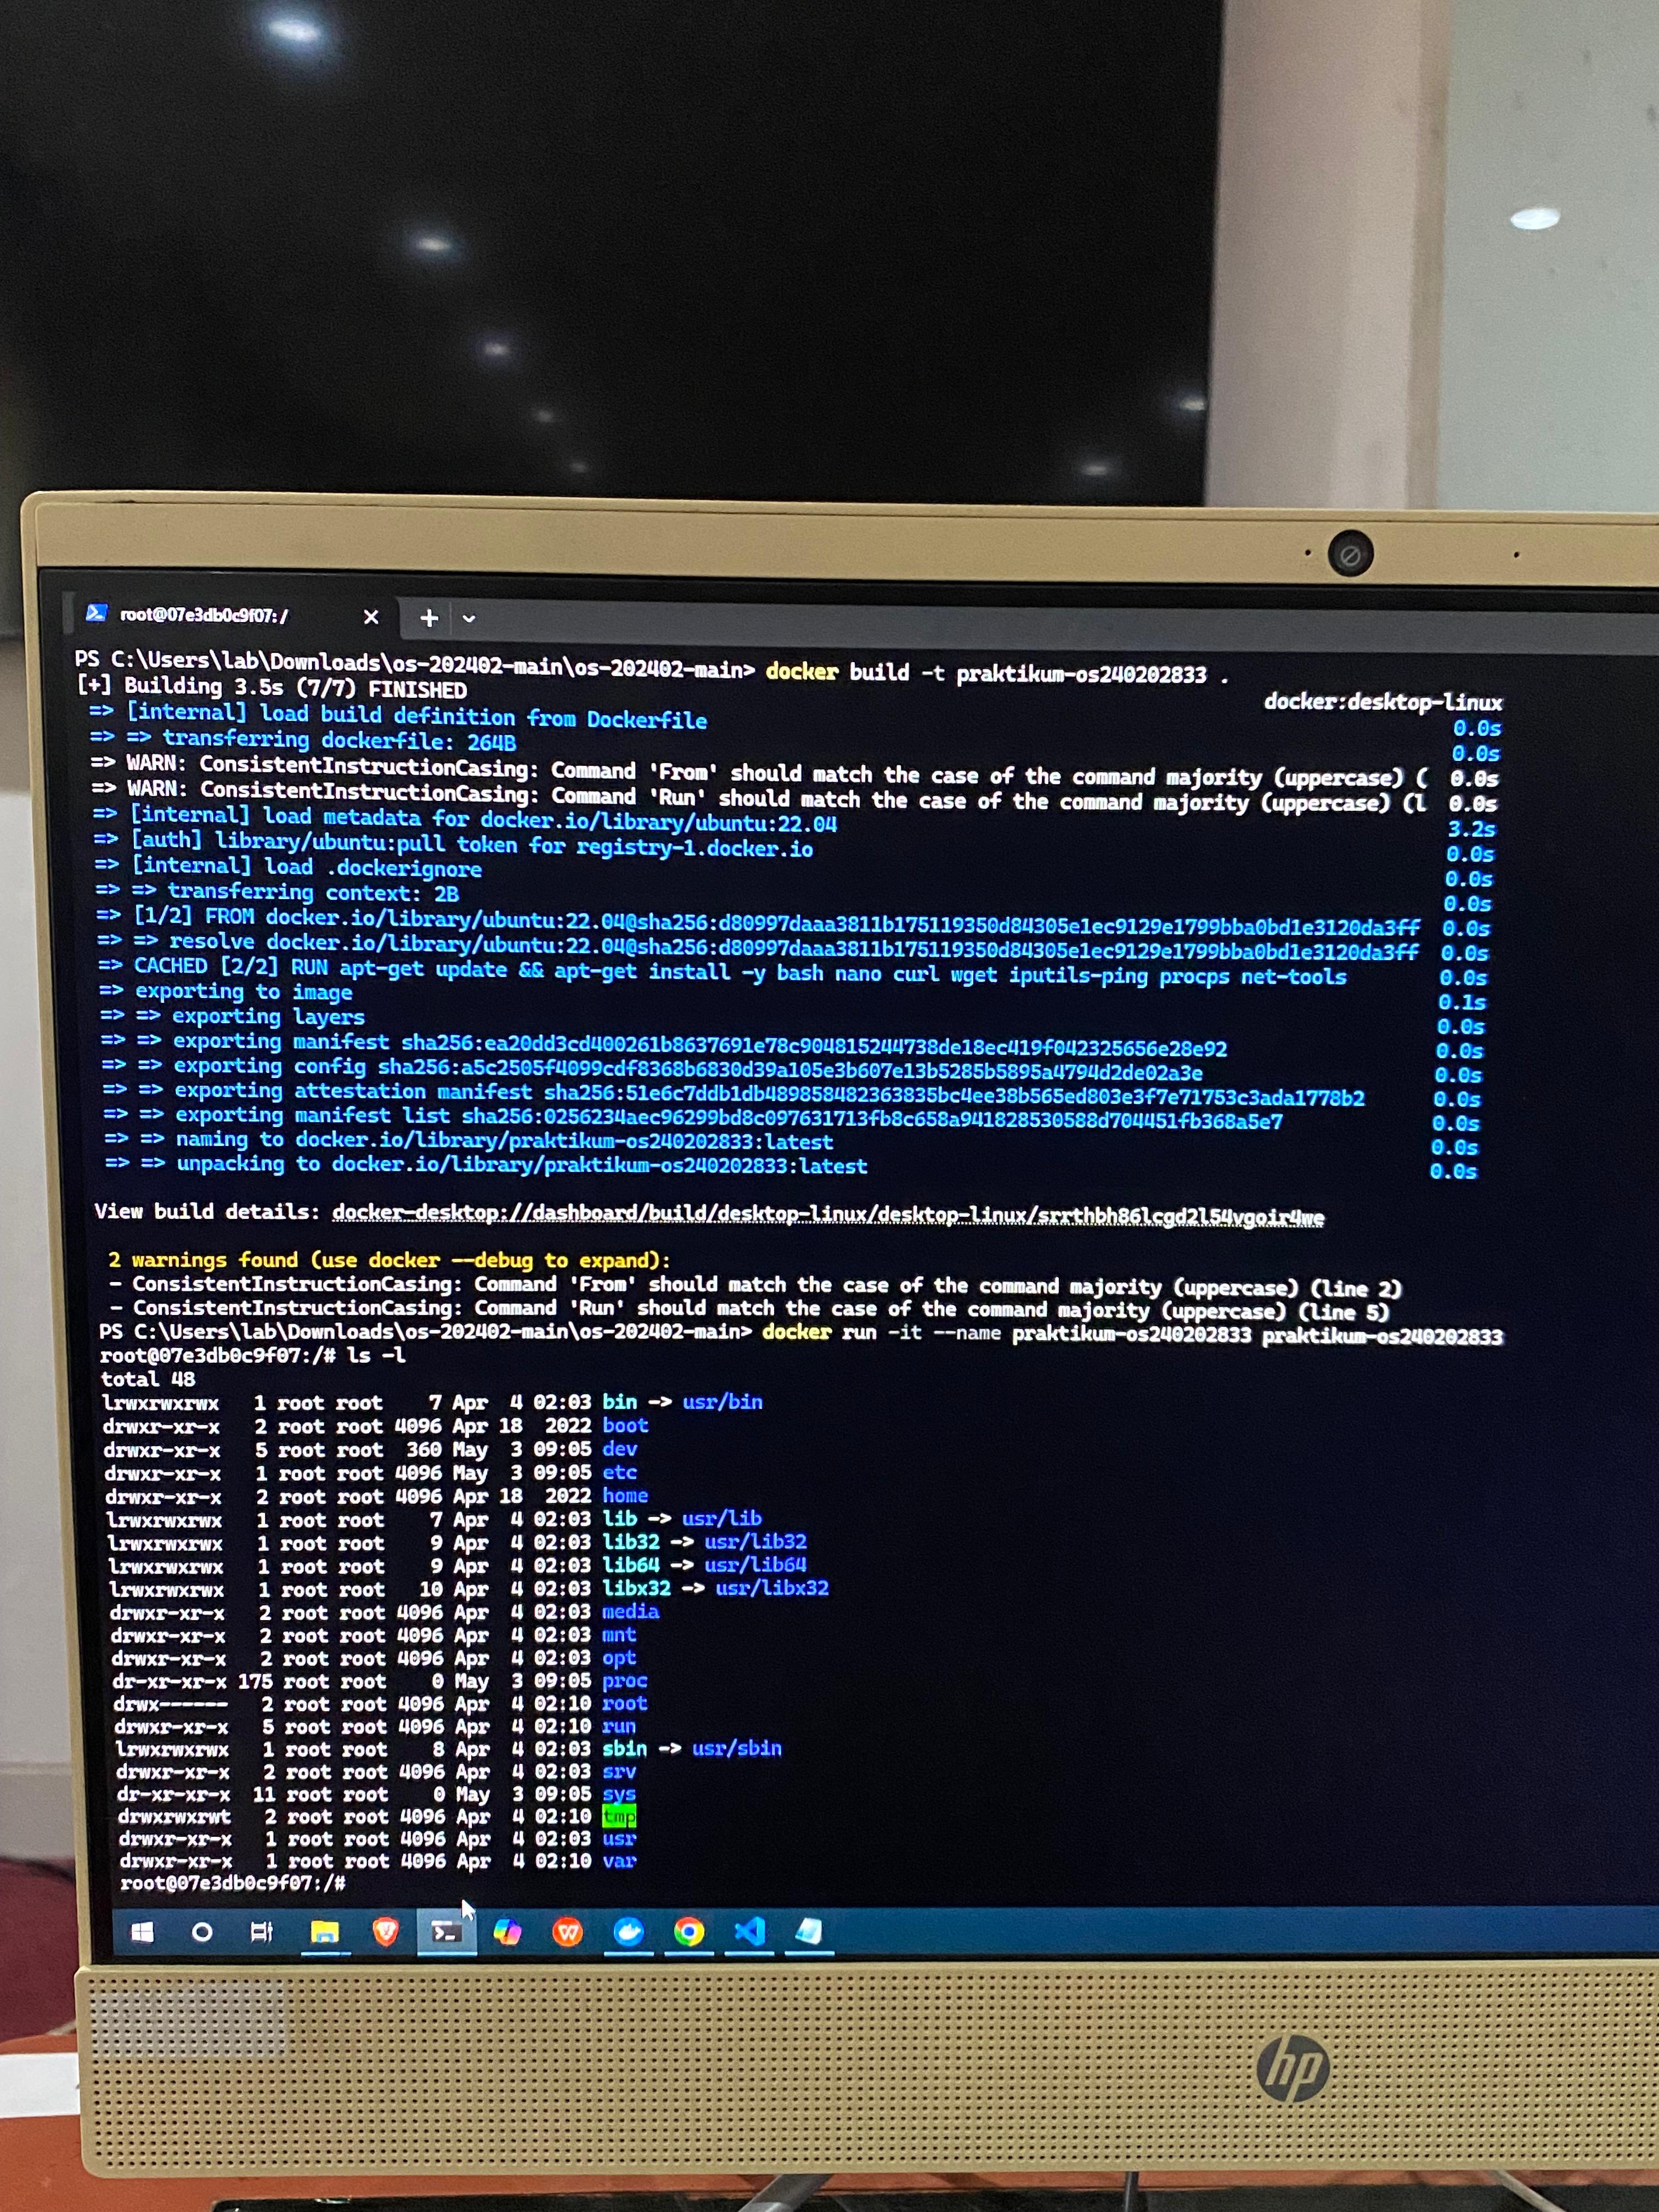 root@07e3db0c9f07: /
PS C:\Users\lab\Downloads\os-202402-main\os-202402-main> docker build -t praktikum-os240202833 .
[+] Building 3.5s (7/7) FINISHED docker:desktop-linux
=> [internal] load build definition from Dockerfile 0.0s
=> => transferring dockerfile: 264B 0.0s
=> WARN: ConsistentInstructionCasing: Command 'From' should match the case of the command majority (uppercase) ( 0.0s
=> WARN: ConsistentInstructionCasing: Command 'Run' should match the case of the command majority (uppercase) (l 0.0s
=> [internal] load metadata for docker.io/library/ubuntu:22.04 3.2s
=> [auth] library/ubuntu:pull token for registry-1.docker.io 0.0s
=> [internal] load .dockerignore 0.0s
=> => transferring context: 2B 0.0s
=> [1/2] FROM docker.io/library/ubuntu:22.04@sha256:d80997daaa3811b175119350d84305e1ec9129e1799bba0bd1e3120da3ff 0.0s
=> => resolve docker.io/library/ubuntu:22.04@sha256:d80997daaa3811b175119350d84305e1ec9129e1799bba0bd1e3120da3ff 0.0s
=> CACHED [2/2] RUN apt-get update && apt-get install -y bash nano curl wget iputils-ping procps net-tools 0.0s
=> exporting to image 0.1s
=> => exporting layers 0.0s
=> => exporting manifest sha256:ea20dd3cd400261b8637691e78c904815244738de18ec419f042325656e28e92 0.0s
=> => exporting config sha256:a5c2505f4099cdf8368b6830d39a105e3b607e13b5285b5895a4794d2de02a3e 0.0s
=> => exporting attestation manifest sha256:51e6c7ddb1db489858482363835bc4ee38b565ed803e3f7e71753c3ada1778b2 0.0s
=> => exporting manifest list sha256:0256234aec96299bd8c097631713fb8c658a941828530588d704451fb368a5e7 0.0s
=> => naming to docker.io/library/praktikum-os240202833:latest 0.0s
=> => unpacking to docker.io/library/praktikum-os240202833:latest 0.0s
View build details: docker-desktop://dashboard/build/desktop-linux/desktop-linux/srrthbh86lcgd2l54vgoir4we
2 warnings found (use docker --debug to expand):
- ConsistentInstructionCasing: Command 'From' should match the case of the command majority (uppercase) (line 2)
- ConsistentInstructionCasing: Command 'Run' should match the case of the command majority (uppercase) (line 5)
PS C:\Users\lab\Downloads\os-202402-main\os-202402-main> docker run -it --name praktikum-os240202833 praktikum-os240202833
root@07e3db0c9f07:/# ls -l
total 48
lrwxrwxrwx 1 root root 7 Apr 4 02:03 bin -> usr/bin
drwxr-xr-x 2 root root 4096 Apr 18 2022 boot
drwxr-xr-x 5 root root 360 May 3 09:05 dev
drwxr-xr-x 1 root root 4096 May 3 09:05 etc
drwxr-xr-x 2 root root 4096 Apr 18 2022 home
lrwxrwxrwx 1 root root 7 Apr 4 02:03 lib -> usr/lib
lrwxrwxrwx 1 root root 9 Apr 4 02:03 lib32 -> usr/lib32
lrwxrwxrwx 1 root root 9 Apr 4 02:03 lib64 -> usr/lib64
lrwxrwxrwx 1 root root 10 Apr 4 02:03 libx32 -> usr/libx32
drwxr-xr-x 2 root root 4096 Apr 4 02:03 media
drwxr-xr-x 2 root root 4096 Apr 4 02:03 mnt
drwxr-xr-x 2 root root 4096 Apr 4 02:03 opt
dr-xr-xr-x 175 root root 0 May 3 09:05 proc
drwx------ 2 root root 4096 Apr 4 02:10 root
drwxr-xr-x 5 root root 4096 Apr 4 02:10 run
lrwxrwxrwx 1 root root 8 Apr 4 02:03 sbin -> usr/sbin
drwxr-xr-x 2 root root 4096 Apr 4 02:03 srv
dr-xr-xr-x 11 root root 0 May 3 09:05 sys
drwxrwxrwt 2 root root 4096 Apr 4 02:10 tmp
drwxr-xr-x 1 root root 4096 Apr 4 02:03 usr
drwxr-xr-x 1 root root 4096 Apr 4 02:10 var
root@07e3db0c9f07:/#
hp